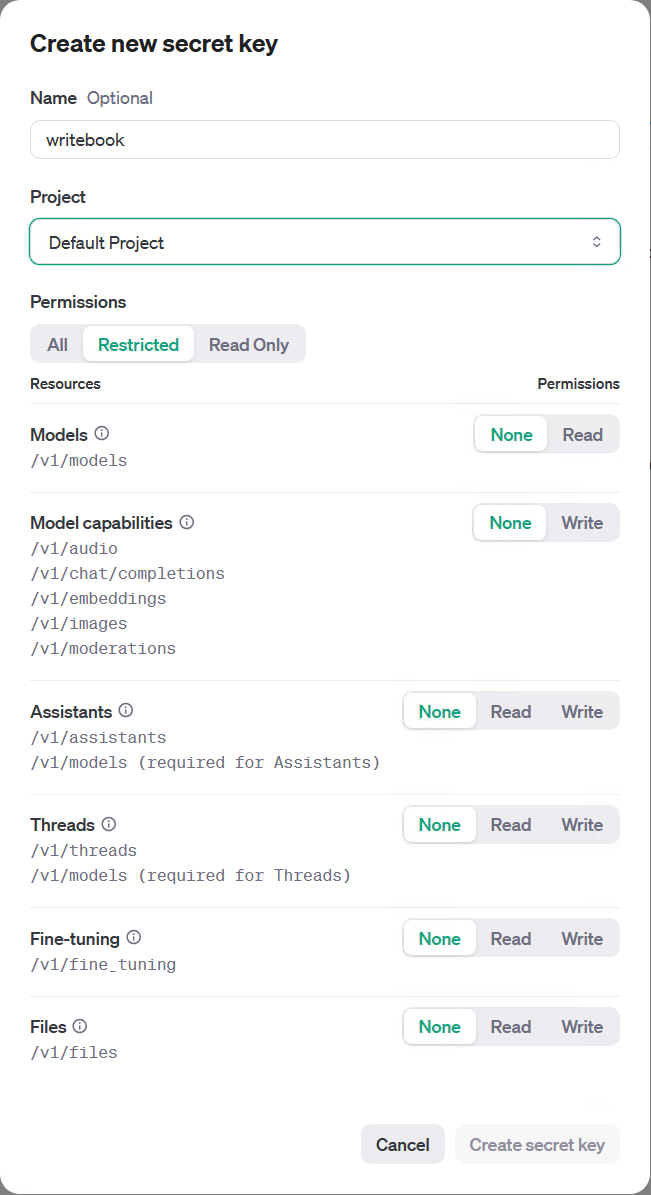 Create new secret key
Name Optional
writebook
Project
Default Project
Permissions
All Restricted Read Only
Resources Permissions
Models None Read
/v1/models
Model capabilities None Write
/v1/audio
/v1/chat/completions
/v1/embeddings
/v1/images
/v1/moderations
Assistants None Read Write
/v1/assistants
/v1/models (required for Assistants)
Threads None Read Write
/v1/threads
/v1/models (required for Threads)
Fine-tuning None Read Write
/v1/fine_tuning
Files None Read Write
/v1/files
Cancel Create secret key